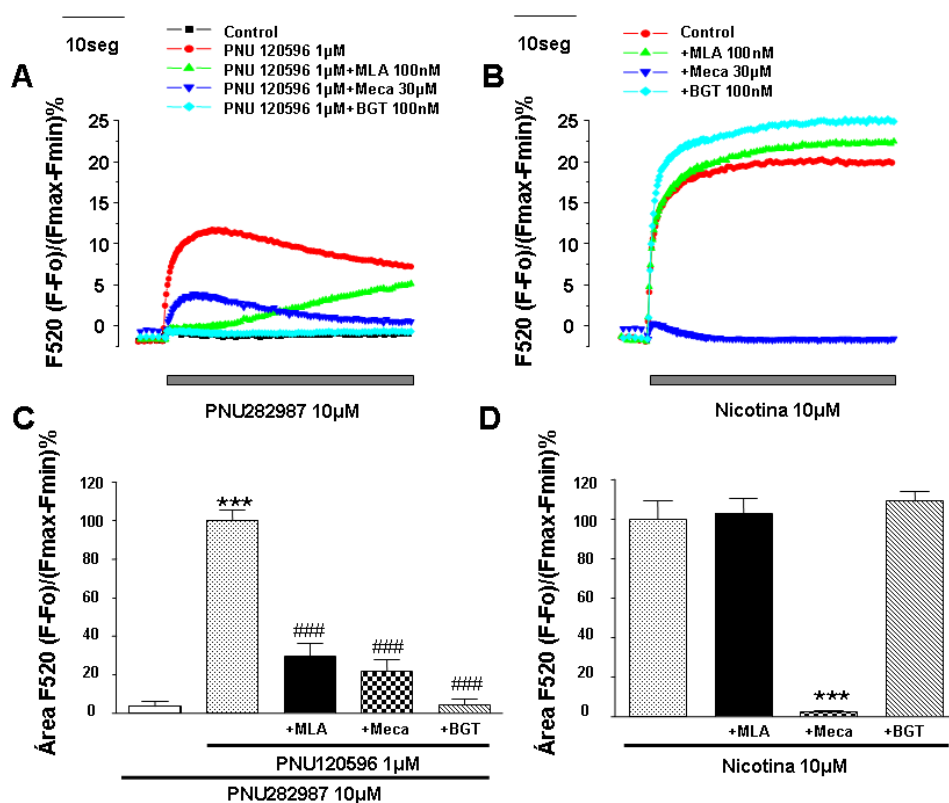 10seg
Control
PNU 120596 1µM
PNU 120596 1µM+MLA 100nM
PNU 120596 1µM+Meca 30µM
PNU 120596 1µM+BGT 100nM
A
F520 (F-Fo)/(Fmax-Fmin)%
25
20
15
10
5
0
PNU282987 10µM
10seg
Control
+MLA 100nM
+Meca 30µM
+BGT 100nM
B
F520 (F-Fo)/(Fmax-Fmin)%
25
20
15
10
5
0
Nicotina 10µM
C
Área F520 (F-Fo)/(Fmax-Fmin)%
120
100
80
60
40
20
0
***
###
###
###
+MLA +Meca +BGT
PNU120596 1µM
PNU282987 10µM
D
Área F520 (F-Fo)/(Fmax-Fmin)%
120
100
80
60
40
20
0
***
+MLA +Meca +BGT
Nicotina 10µM